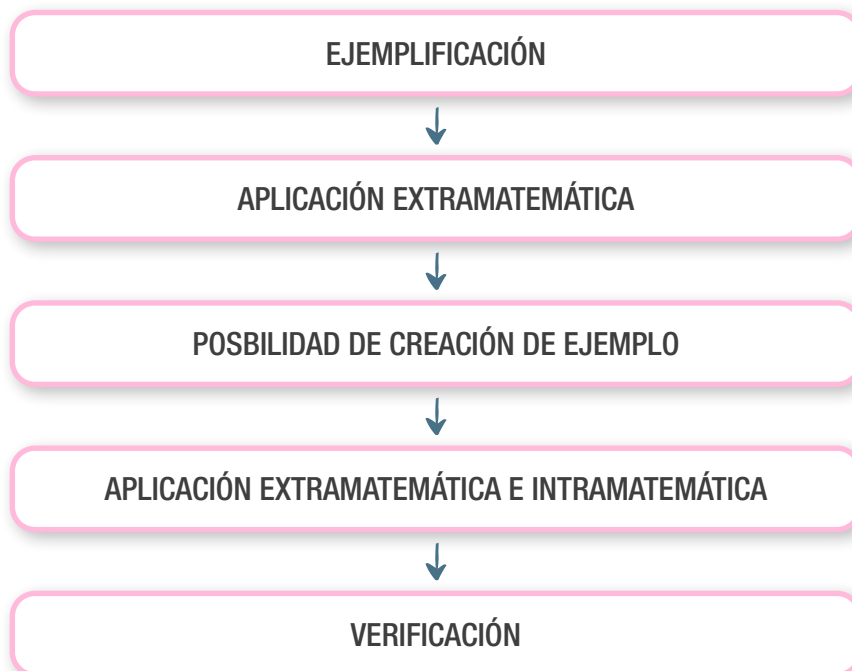 EJEMPLIFICACIÓN
APLICACIÓN EXTRAMATEMÁTICA
POSBILIDAD DE CREACIÓN DE EJEMPLO
APLICACIÓN EXTRAMATEMÁTICA E INTRAMATEMÁTICA
VERIFICACIÓN